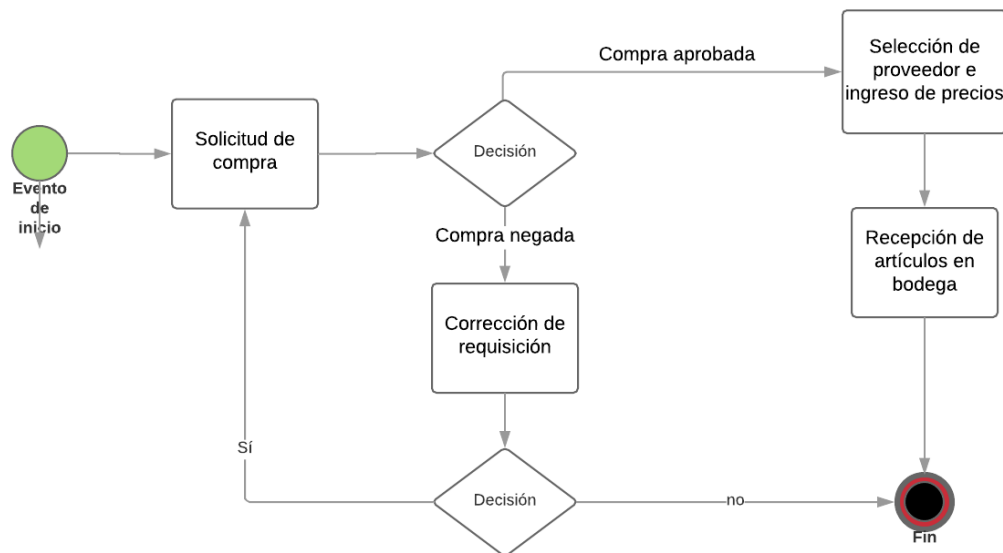 Compra aprobada
Selección de
proveedor e
ingreso de precios
Solicitud de
compra
Decisión
Evento
de
inicio
Compra negada
Recepción de
artículos en
bodega
Corrección de
requisición
Sí
Decisión
no
Fin